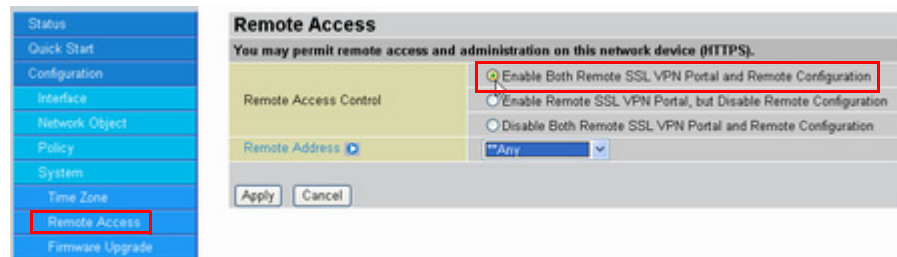 Status
Quick Start
Configuration
Interface
Network Object
Policy
System
Time Zone
Remote Access
Firmware Upgrade
Remote Access
You may permit remote access and administration on this network device (HTTPS).
Remote Access Control
Enable Both Remote SSL VPN Portal and Remote Configuration
Enable Remote SSL VPN Portal, but Disable Remote Configuration
Disable Both Remote SSL VPN Portal and Remote Configuration
Remote Address
**Any
Apply Cancel